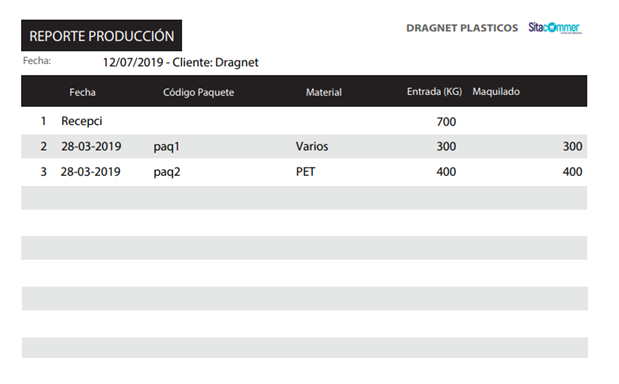 REPORTE PRODUCCIÓN
DRAGNET PLASTICOS Sitacommer
Fecha: 12/07/2019 - Cliente: Dragnet
Fecha Código Paquete Material Entrada (KG) Maquilado
1 Recepci 700
2 28-03-2019 paq1 Varios 300 300
3 28-03-2019 paq2 PET 400 400